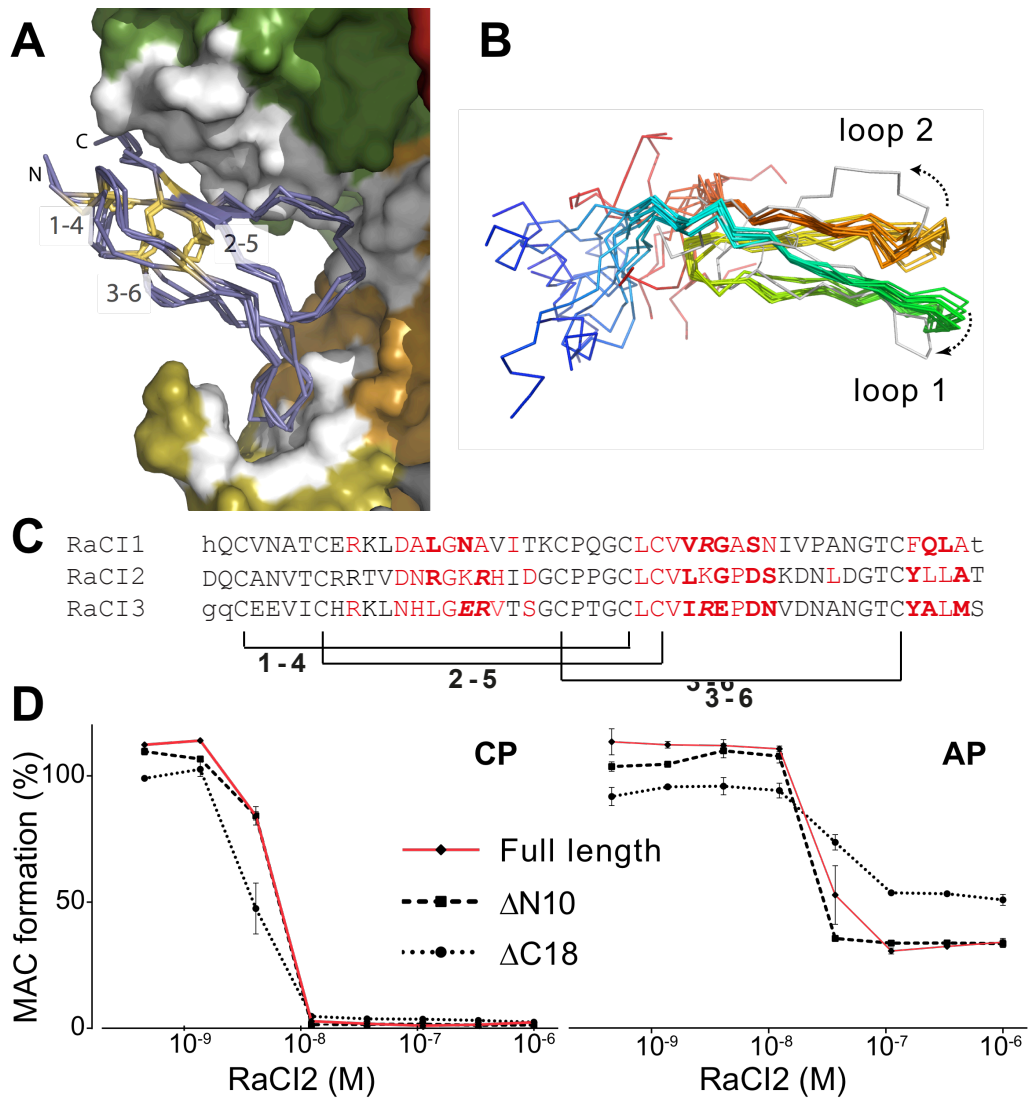 A
B
C
N
1-4
2-5
3-6
loop 2
loop 1
C
RaCI1 hQCVNATCERKLDALGNAVITKCPQGCLCVVRGASNIVPANGTCFQLAt
RaCI2 DQCANVTCRRTVDNRGKRHIDGCPPGCLCVLKGPDSKDNLDGTCYLLAT
RaCI3 gqCEEVICHRKLNHLGERVTSGCPTGCLCVIREPDNVDNANGTCYALMS
1-4
2-5
3-6
3-6
D
CP
AP
MAC formation (%)
100
50
0
Full length
ΔN10
ΔC18
10-9 10-8 10-7 10-6
10-9 10-8 10-7 10-6
RaCI2 (M)
RaCI2 (M)